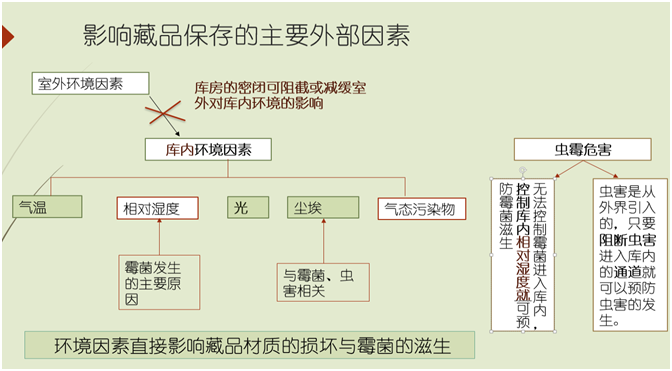 影响藏品保存的主要外部因素
室外环境因素
库房的密闭可阻截或减缓室
外对库内环境的影响
库内环境因素
虫霉危害
气温
相对湿度
光
尘埃
气态污染物
霉菌发生
的主要原
因
与霉菌、虫
害相关
无法控制霉菌进入库内，
控制库内相对湿度就可预
防霉菌滋生
虫害是从
外界引入
的，只要
阻断虫害
进入库内
的通道就
可以预防
虫害的发
生。
环境因素直接影响藏品材质的损坏与霉菌的滋生